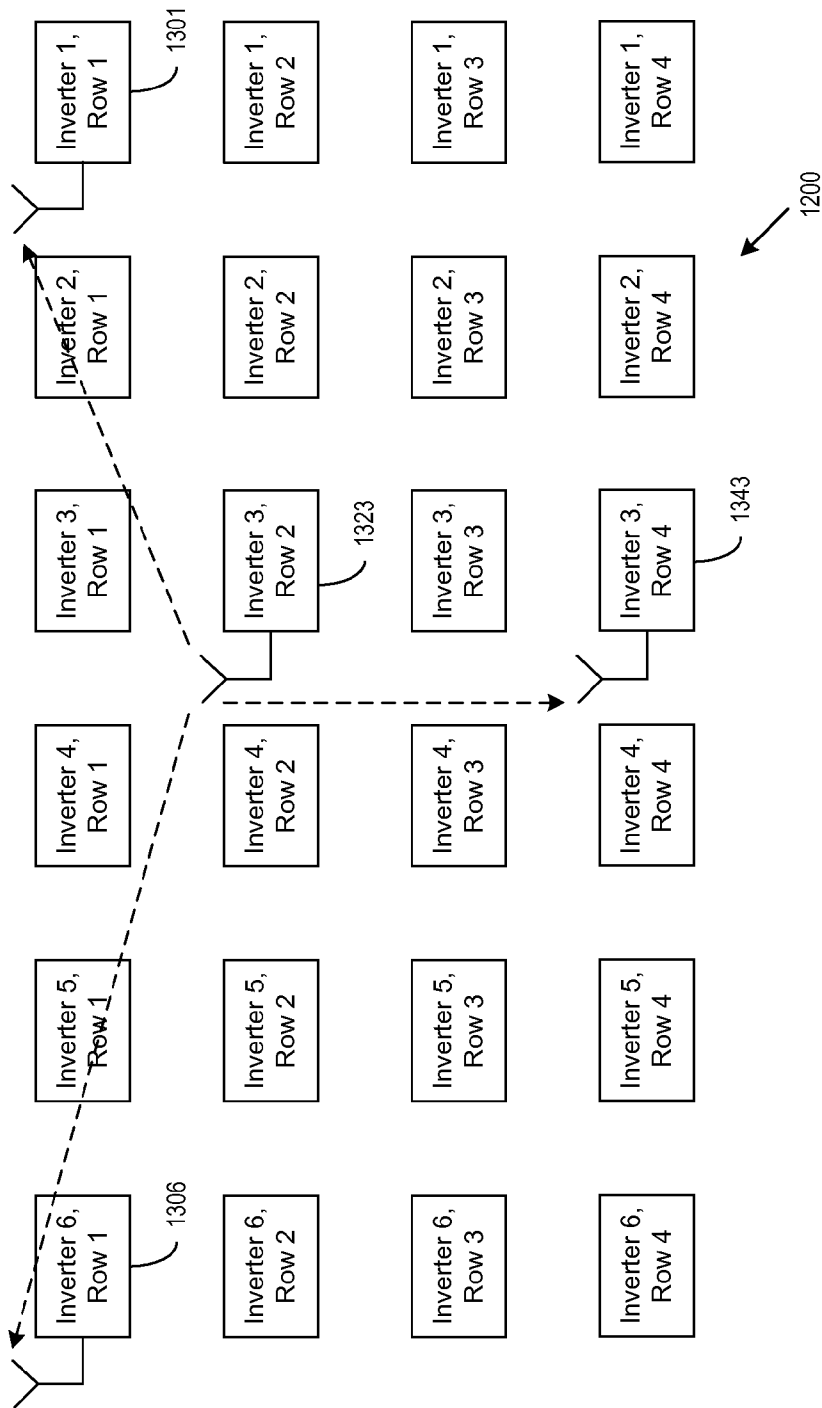 Inverter 6,
Row 1
Inverter 5,
Row 1
Inverter 4,
Row 1
Inverter 3,
Row 1
Inverter 2,
Row 1
Inverter 1,
Row 1
1306
1301
Inverter 6,
Row 2
Inverter 5,
Row 2
Inverter 4,
Row 2
Inverter 3,
Row 2
Inverter 2,
Row 2
Inverter 1,
Row 2
1323
Inverter 6,
Row 3
Inverter 5,
Row 3
Inverter 4,
Row 3
Inverter 3,
Row 3
Inverter 2,
Row 3
Inverter 1,
Row 3
Inverter 6,
Row 4
Inverter 5,
Row 4
Inverter 4,
Row 4
Inverter 3,
Row 4
Inverter 2,
Row 4
Inverter 1,
Row 4
1343
1200